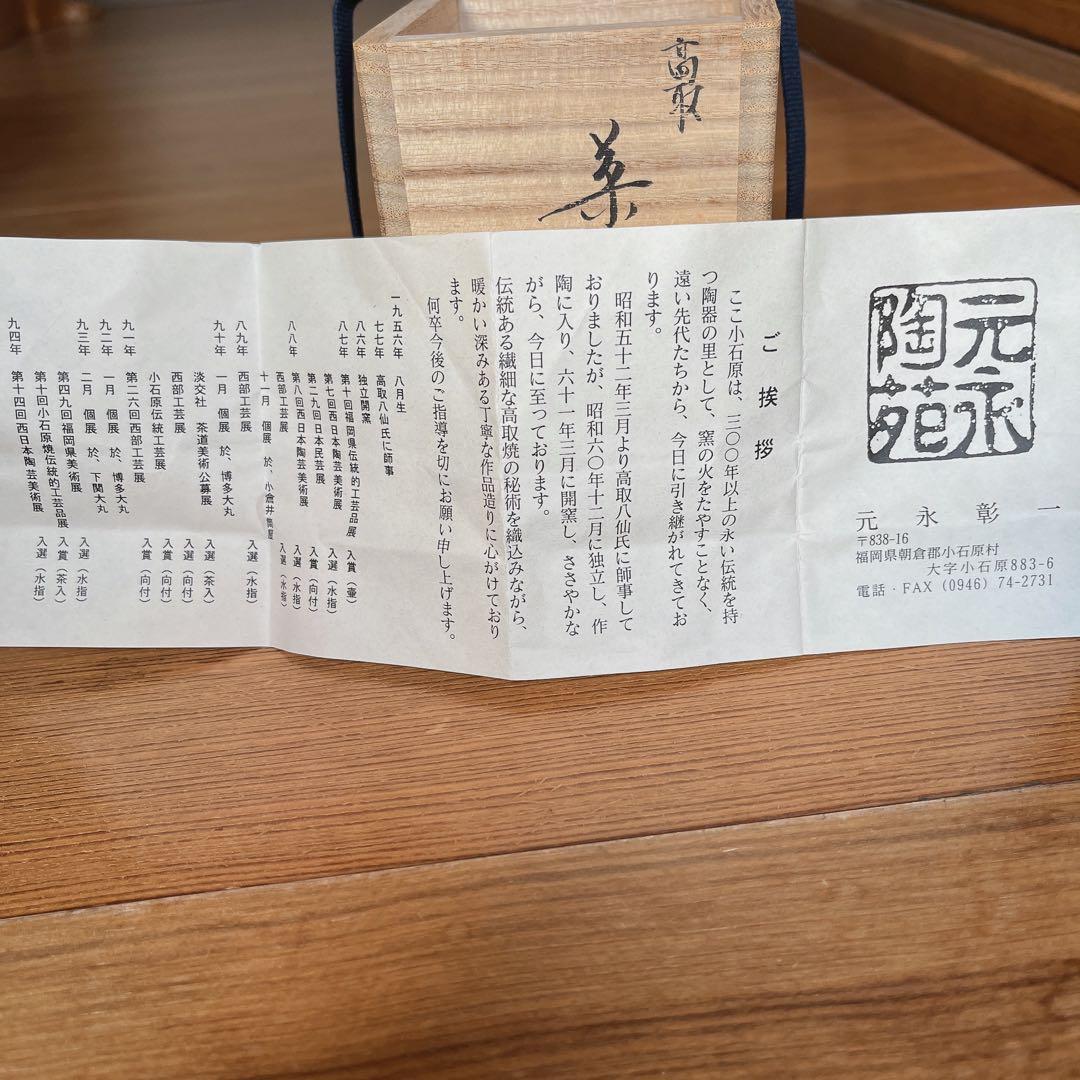 高取
菓
元永
陶苑
元永彰一
〒838-16
福岡県朝倉郡小石原村
大字小石原883-6
電話・FAX (0946) 74-2731
ご挨拶
ここ小石原は、三〇〇年以上の永い伝統を持
つ陶器の里として、窯の火をたやすことなく、
遠い先代たちから、今日に引き継がれてきてお
ります。
昭和五十二年三月より高取八仙氏に師事して
おりましたが、昭和六〇年十二月に独立し、作
陶に入り、六十一年三月に開窯し、ささやかな
がら、今日に至っております。
伝統ある繊細な高取焼の秘術を織込みながら、
暖かい深みある丁寧な作品造りに心がけており
ます。
何卒今後のご指導を切にお願い申し上げます。
一九五六年 八月生
七七年 高取八仙氏に師事
八六年 独立開窯
八七年 第十回福岡県伝統的工芸品展 入賞(壷)
第七回西日本陶芸美術展 入選(水指)
第二九回日本民芸展 入賞(向付)
八八年 第八回西日本陶芸美術展 入選(水指)
西部工芸展 入選(水指)
十一月 個展 於、小倉井筒屋
八九年 西部工芸展 入選(水指)
九十年 一月 個展 於、博多大丸
淡交社 茶道美術公募展 入選(茶入)
西部工芸展 入選(向付)
小石原伝統工芸展 入賞(向付)
九一年 第二六回西部工芸展 入賞(向付)
九二年 一月 個展 於、博多大丸
九三年 二月 個展 於、下関大丸
第四九回福岡県美術展 入選(水指)
第十回小石原焼伝統的工芸品展 入賞(茶入)
九四年 第十四回西日本陶芸美術展 入選(水指)